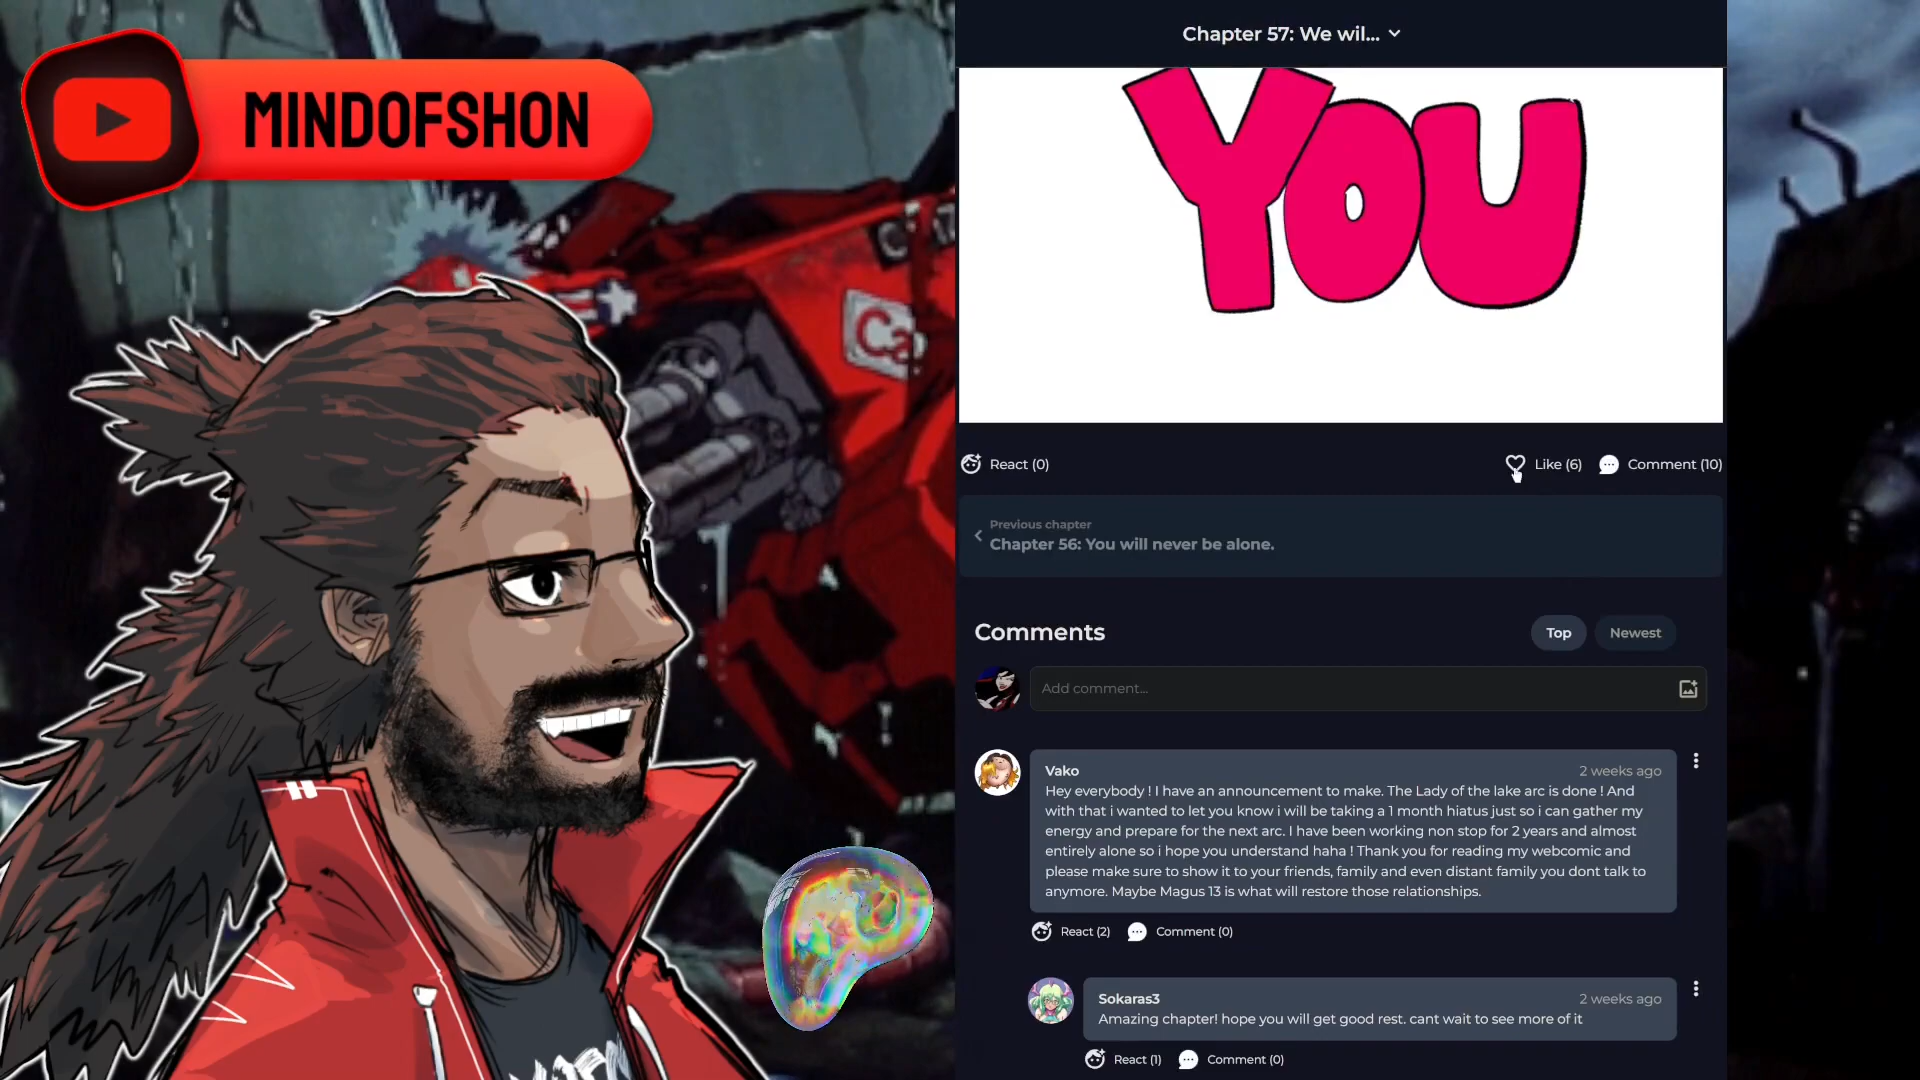 MINDOFSHON
Chapter 57: We wil...
YOU
React (0)
Like (6)
Comment (10)
Previous chapter
Chapter 56: You will never be alone.
Comments
Top
Newest
Add comment...
Vako
2 weeks ago
Hey everybody ! I have an announcement to make. The Lady of the lake arc is done ! And
with that i wanted to let you know i will be taking a 1 month hiatus just so i can gather my
energy and prepare for the next arc. I have been working non stop for 2 years and almost
entirely alone so i hope you understand haha ! Thank you for reading my webcomic and
please make sure to show it to your friends, family and even distant family you dont talk to
anymore. Maybe Magus 13 is what will restore those relationships.
React (2)
Comment (0)
Sokaras3
2 weeks ago
Amazing chapter! hope you will get good rest. cant wait to see more of it
React (1)
Comment (0)